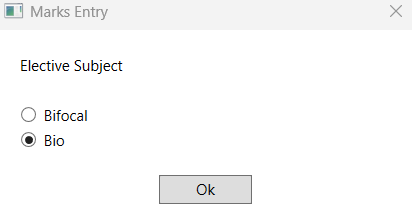 Marks Entry
Elective Subject
Bifocal
Bio
Ok